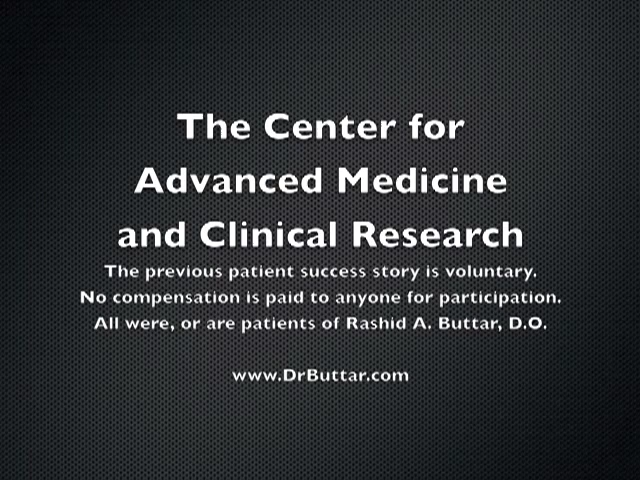 The Center for
Advanced Medicine
and Clinical Research
The previous patient success story is voluntary.
No compensation is paid to anyone for participation.
All were, or are patients of Rashid A. Buttar, D.O.
www.DrButtar.com